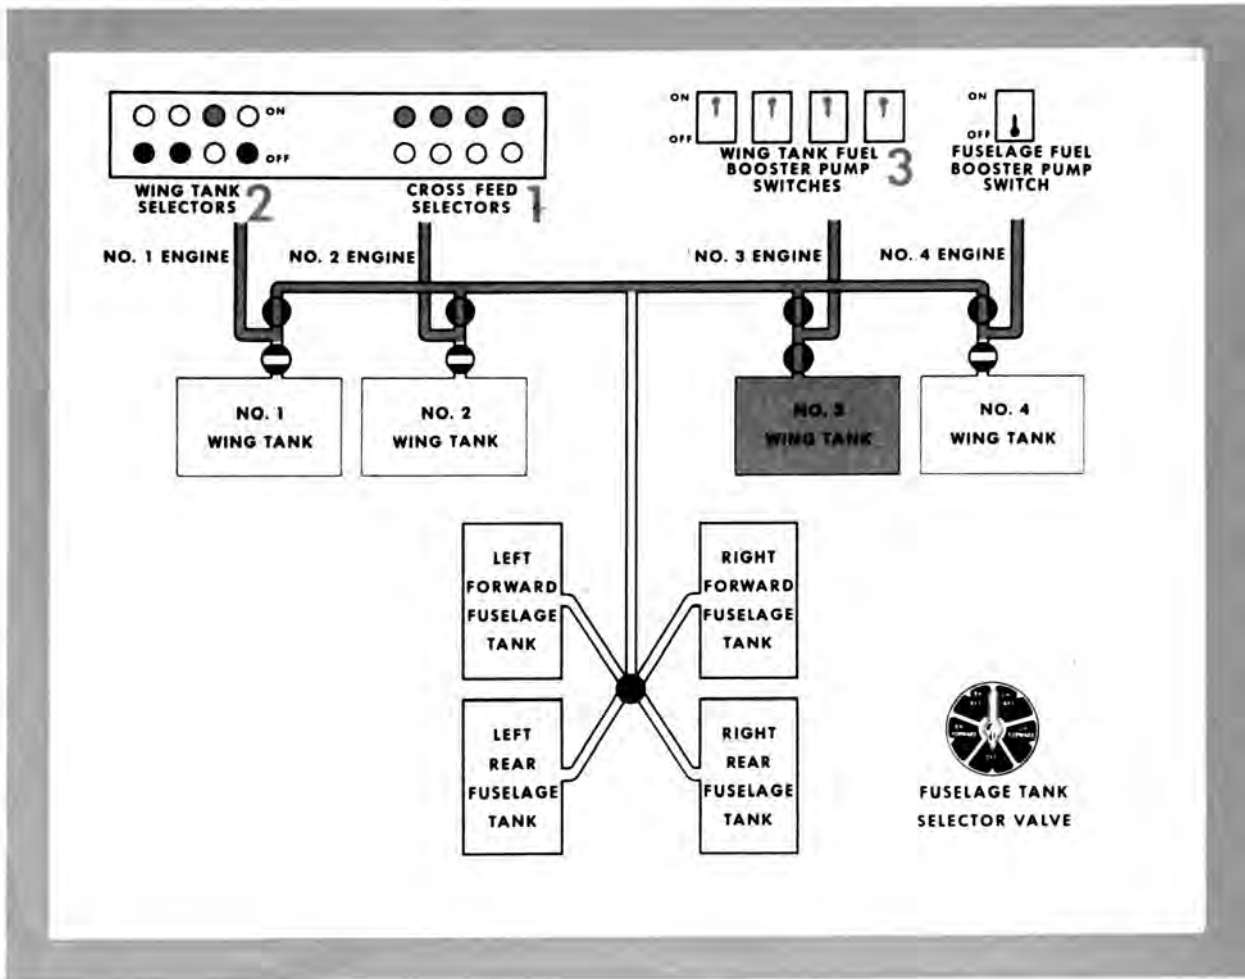 ON
OFF
WING TANK
SELECTORS 2
CROSS FEED
SELECTORS 1
ON
OFF
WING TANK FUEL
BOOSTER PUMP
SWITCHES 3
ON
OFF
FUSELAGE FUEL
BOOSTER PUMP
SWITCH
NO. 1 ENGINE
NO. 2 ENGINE
NO. 3 ENGINE
NO. 4 ENGINE
NO. 1
WING TANK
NO. 2
WING TANK
NO. 3
WING TANK
NO. 4
WING TANK
LEFT
FORWARD
FUSELAGE
TANK
RIGHT
FORWARD
FUSELAGE
TANK
LEFT
REAR
FUSELAGE
TANK
RIGHT
REAR
FUSELAGE
TANK
FORWARD
FORWARD
FUSELAGE TANK
SELECTOR VALVE